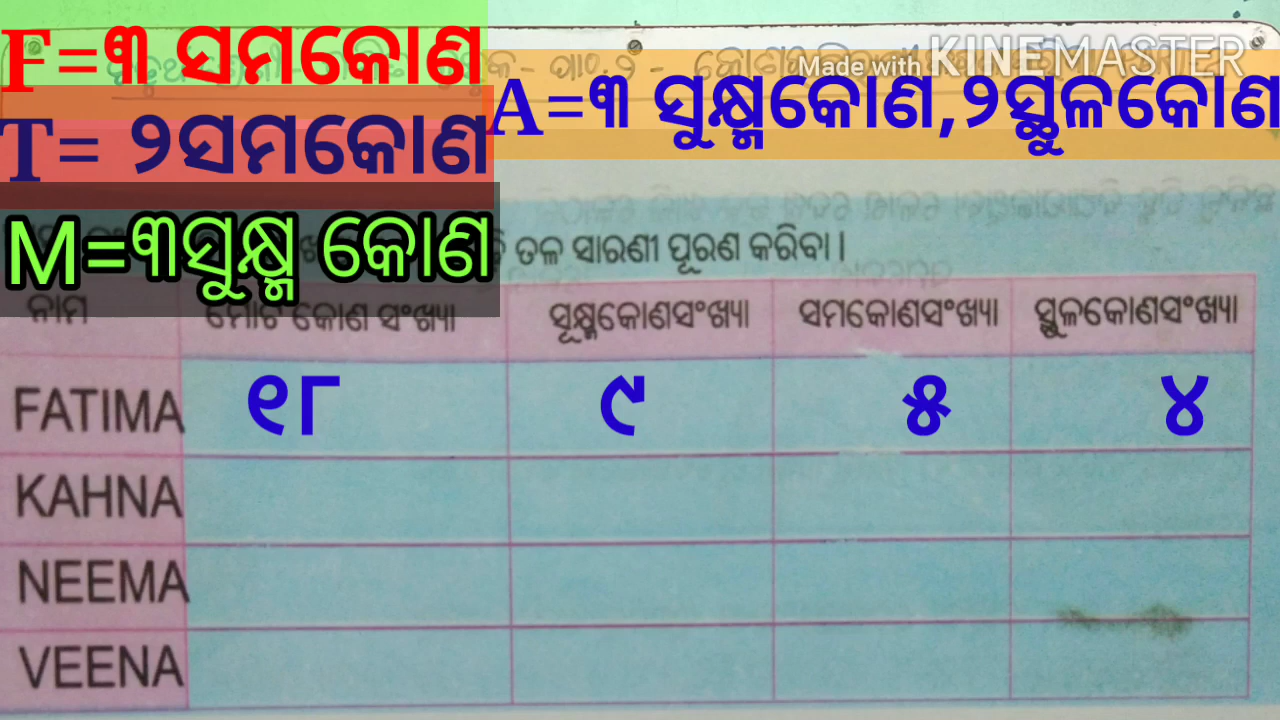 F=୩ ସମକୋଣ
Made with KINEMASTER
A=୩ ସୁକ୍ଷ୍ମକୋଣ,୨ସ୍ଥୁଳକୋଣ
T= ୨ସମକୋଣ
M=୩ସୁକ୍ଷ୍ମ କୋଣ
ତଳ ସାରଣୀ ପୂରଣ କରିବା ।
ନାମ ମୋଟ କୋଣ ସଂଖ୍ୟା ସୂକ୍ଷ୍ମକୋଣସଂଖ୍ୟା ସମକୋଣସଂଖ୍ୟା ସ୍ଥୁଳକୋଣସଂଖ୍ୟା
FATIMA ୧୮ ୯ ୫ ୪
KAHNA
NEEMA
VEENA